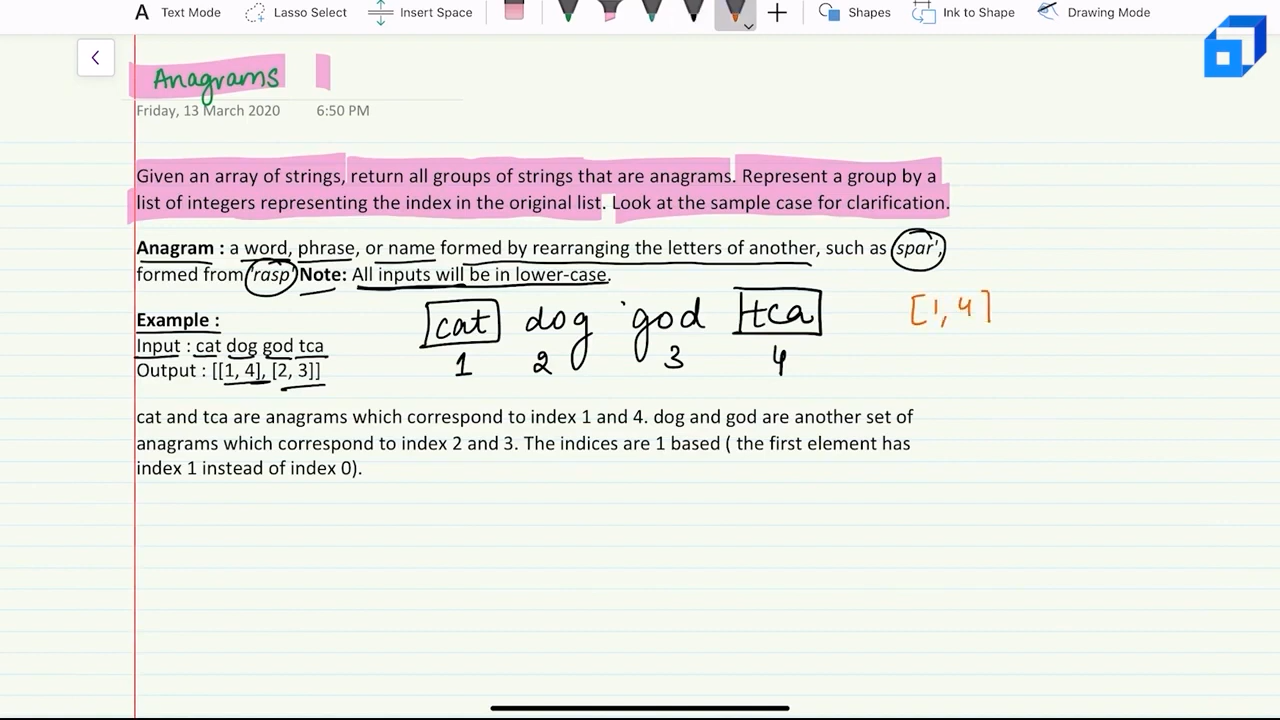 A Text Mode Lasso Select Insert Space Shapes Ink to Shape Drawing Mode
Anagrams
Friday, 13 March 2020 6:50 PM
Given an array of strings, return all groups of strings that are anagrams. Represent a group by a
list of integers representing the index in the original list. Look at the sample case for clarification.
Anagram : a word, phrase, or name formed by rearranging the letters of another, such as 'spar',
formed from 'rasp' Note: All inputs will be in lower-case.
cat dog god tca [1, 4]
1 2 3 4
Example :
Input : cat dog god tca
Output : [[1, 4], [2, 3]]
cat and tca are anagrams which correspond to index 1 and 4. dog and god are another set of
anagrams which correspond to index 2 and 3. The indices are 1 based ( the first element has
index 1 instead of index 0).